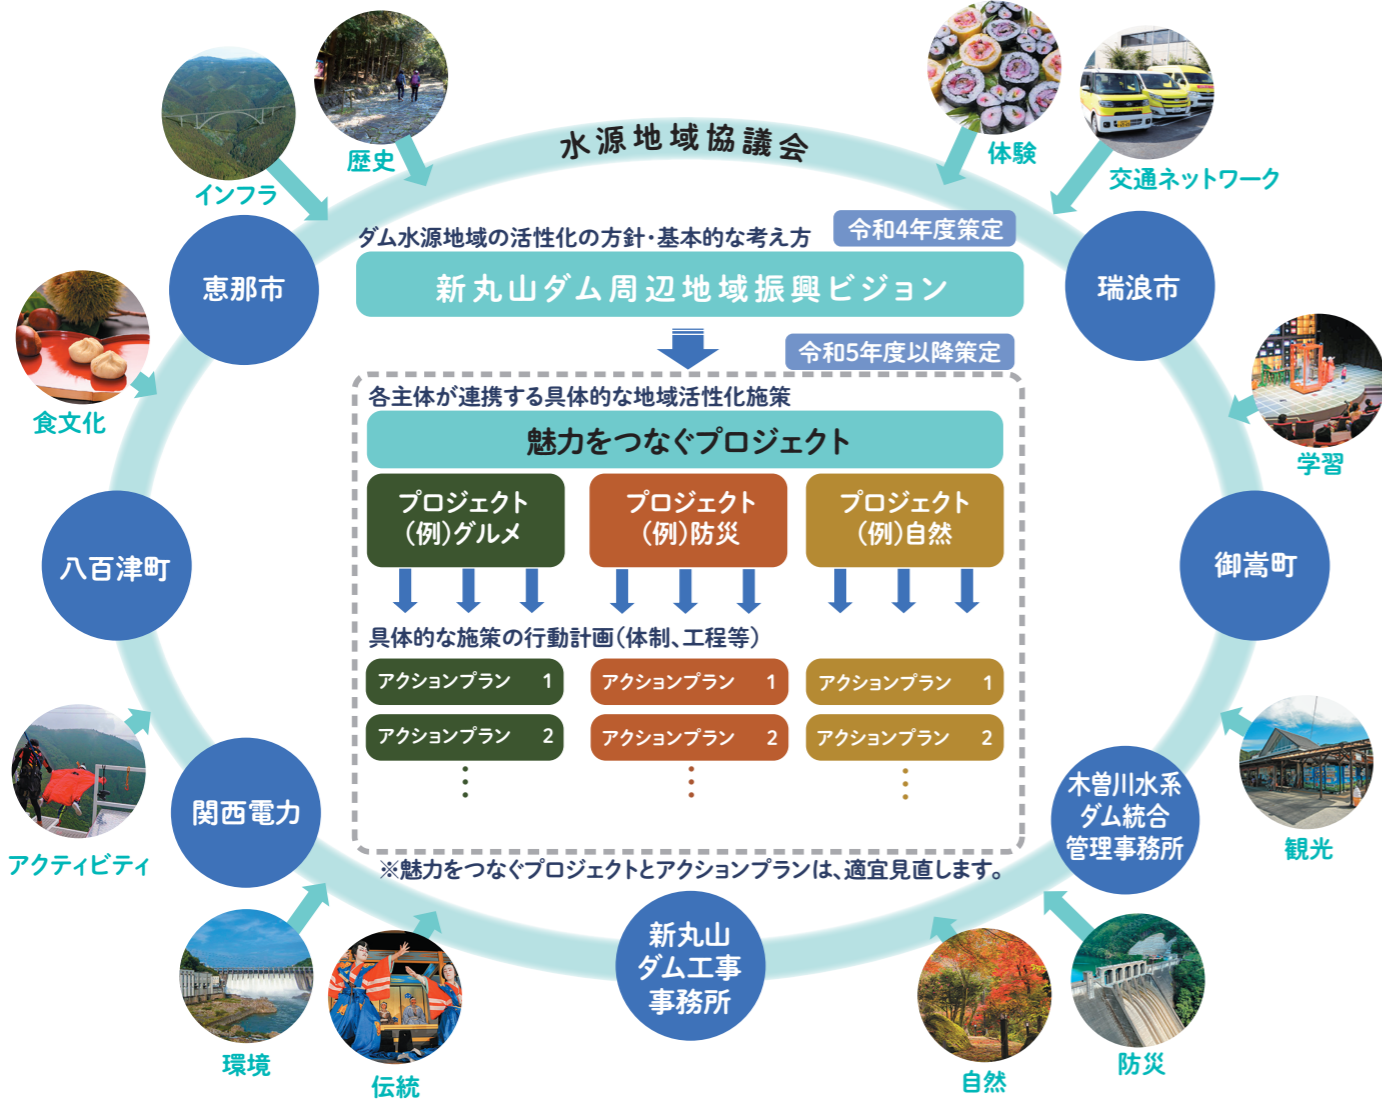 水源地域協議会
インフラ
歴史
体験
交通ネットワーク
恵那市
瑞浪市
ダム水源地域の活性化の方針・基本的な考え方
令和4年度策定
新丸山ダム周辺地域振興ビジョン
令和5年度以降策定
食文化
学習
各主体が連携する具体的な地域活性化施策
魅力をつなぐプロジェクト
プロジェクト
(例)グルメ
プロジェクト
(例)防災
プロジェクト
(例)自然
八百津町
御嵩町
具体的な施策の行動計画(体制、工程等)
アクションプラン 1
アクションプラン 1
アクションプラン 1
アクションプラン 2
アクションプラン 2
アクションプラン 2
アクティビティ
関西電力
木曽川水系
ダム統合
管理事務所
観光
※魅力をつなぐプロジェクトとアクションプランは、適宜見直します。
新丸山
ダム工事
事務所
環境
伝統
自然
防災